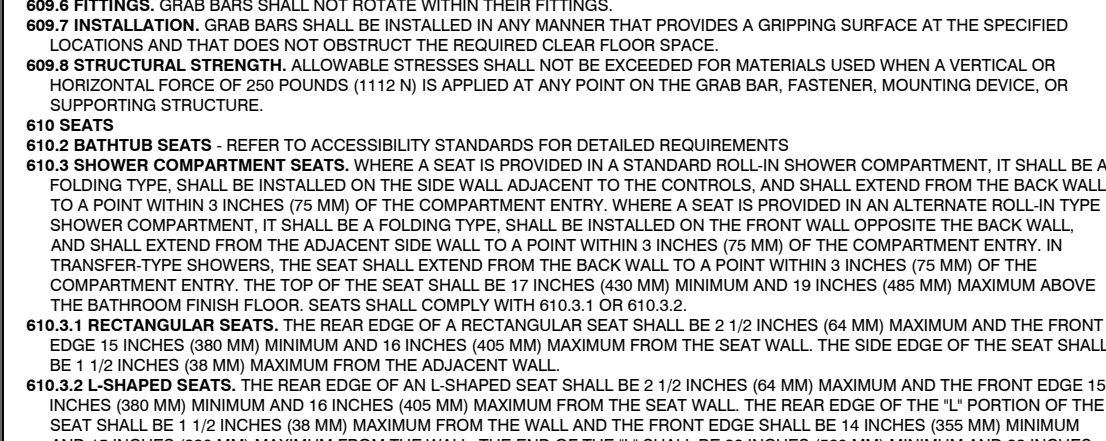 609.6 FITTINGS. GRAB BARS SHALL NOT ROTATE WITHIN THEIR FITTINGS.
609.7 INSTALLATION. GRAB BARS SHALL BE INSTALLED IN ANY MANNER THAT PROVIDES A GRIPPING SURFACE AT THE SPECIFIED
LOCATIONS AND THAT DOES NOT OBSTRUCT THE REQUIRED CLEAR FLOOR SPACE.
609.8 STRUCTURAL STRENGTH. ALLOWABLE STRESSES SHALL NOT BE EXCEEDED FOR MATERIALS USED WHEN A VERTICAL OR
HORIZONTAL FORCE OF 250 POUNDS (1112 N) IS APPLIED AT ANY POINT ON THE GRAB BAR, FASTENER, MOUNTING DEVICE, OR
SUPPORTING STRUCTURE.
610 SEATS
610.2 BATHTUB SEATS - REFER TO ACCESSIBILITY STANDARDS FOR DETAILED REQUIREMENTS
610.3 SHOWER COMPARTMENT SEATS. WHERE A SEAT IS PROVIDED IN A STANDARD ROLL-IN SHOWER COMPARTMENT, IT SHALL BE A
FOLDING TYPE, SHALL BE INSTALLED ON THE SIDE WALL ADJACENT TO THE CONTROLS, AND SHALL EXTEND FROM THE BACK WALL
TO A POINT WITHIN 3 INCHES (75 MM) OF THE COMPARTMENT ENTRY. WHERE A SEAT IS PROVIDED IN AN ALTERNATE ROLL-IN TYPE
SHOWER COMPARTMENT, IT SHALL BE A FOLDING TYPE, SHALL BE INSTALLED ON THE FRONT WALL OPPOSITE THE BACK WALL,
AND SHALL EXTEND FROM THE ADJACENT SIDE WALL TO A POINT WITHIN 3 INCHES (75 MM) OF THE COMPARTMENT ENTRY. IN
TRANSFER-TYPE SHOWERS, THE SEAT SHALL EXTEND FROM THE BACK WALL TO A POINT WITHIN 3 INCHES (75 MM) OF THE
COMPARTMENT ENTRY. THE TOP OF THE SEAT SHALL BE 17 INCHES (430 MM) MINIMUM AND 19 INCHES (485 MM) MAXIMUM ABOVE
THE BATHROOM FINISH FLOOR. SEATS SHALL COMPLY WITH 610.3.1 OR 610.3.2.
610.3.1 RECTANGULAR SEATS. THE REAR EDGE OF A RECTANGULAR SEAT SHALL BE 2 1/2 INCHES (64 MM) MAXIMUM AND THE FRONT
EDGE 15 INCHES (380 MM) MINIMUM AND 16 INCHES (405 MM) MAXIMUM FROM THE SEAT WALL. THE SIDE EDGE OF THE SEAT SHALL
BE 1 1/2 INCHES (38 MM) MAXIMUM FROM THE ADJACENT WALL.
610.3.2 L-SHAPED SEATS. THE REAR EDGE OF AN L-SHAPED SEAT SHALL BE 2 1/2 INCHES (64 MM) MAXIMUM AND THE FRONT EDGE 15
INCHES (380 MM) MINIMUM AND 16 INCHES (405 MM) MAXIMUM FROM THE SEAT WALL. THE REAR EDGE OF THE "L" PORTION OF THE
SEAT SHALL BE 1 1/2 INCHES (38 MM) MAXIMUM FROM THE WALL AND THE FRONT EDGE SHALL BE 14 INCHES (355 MM) MINIMUM